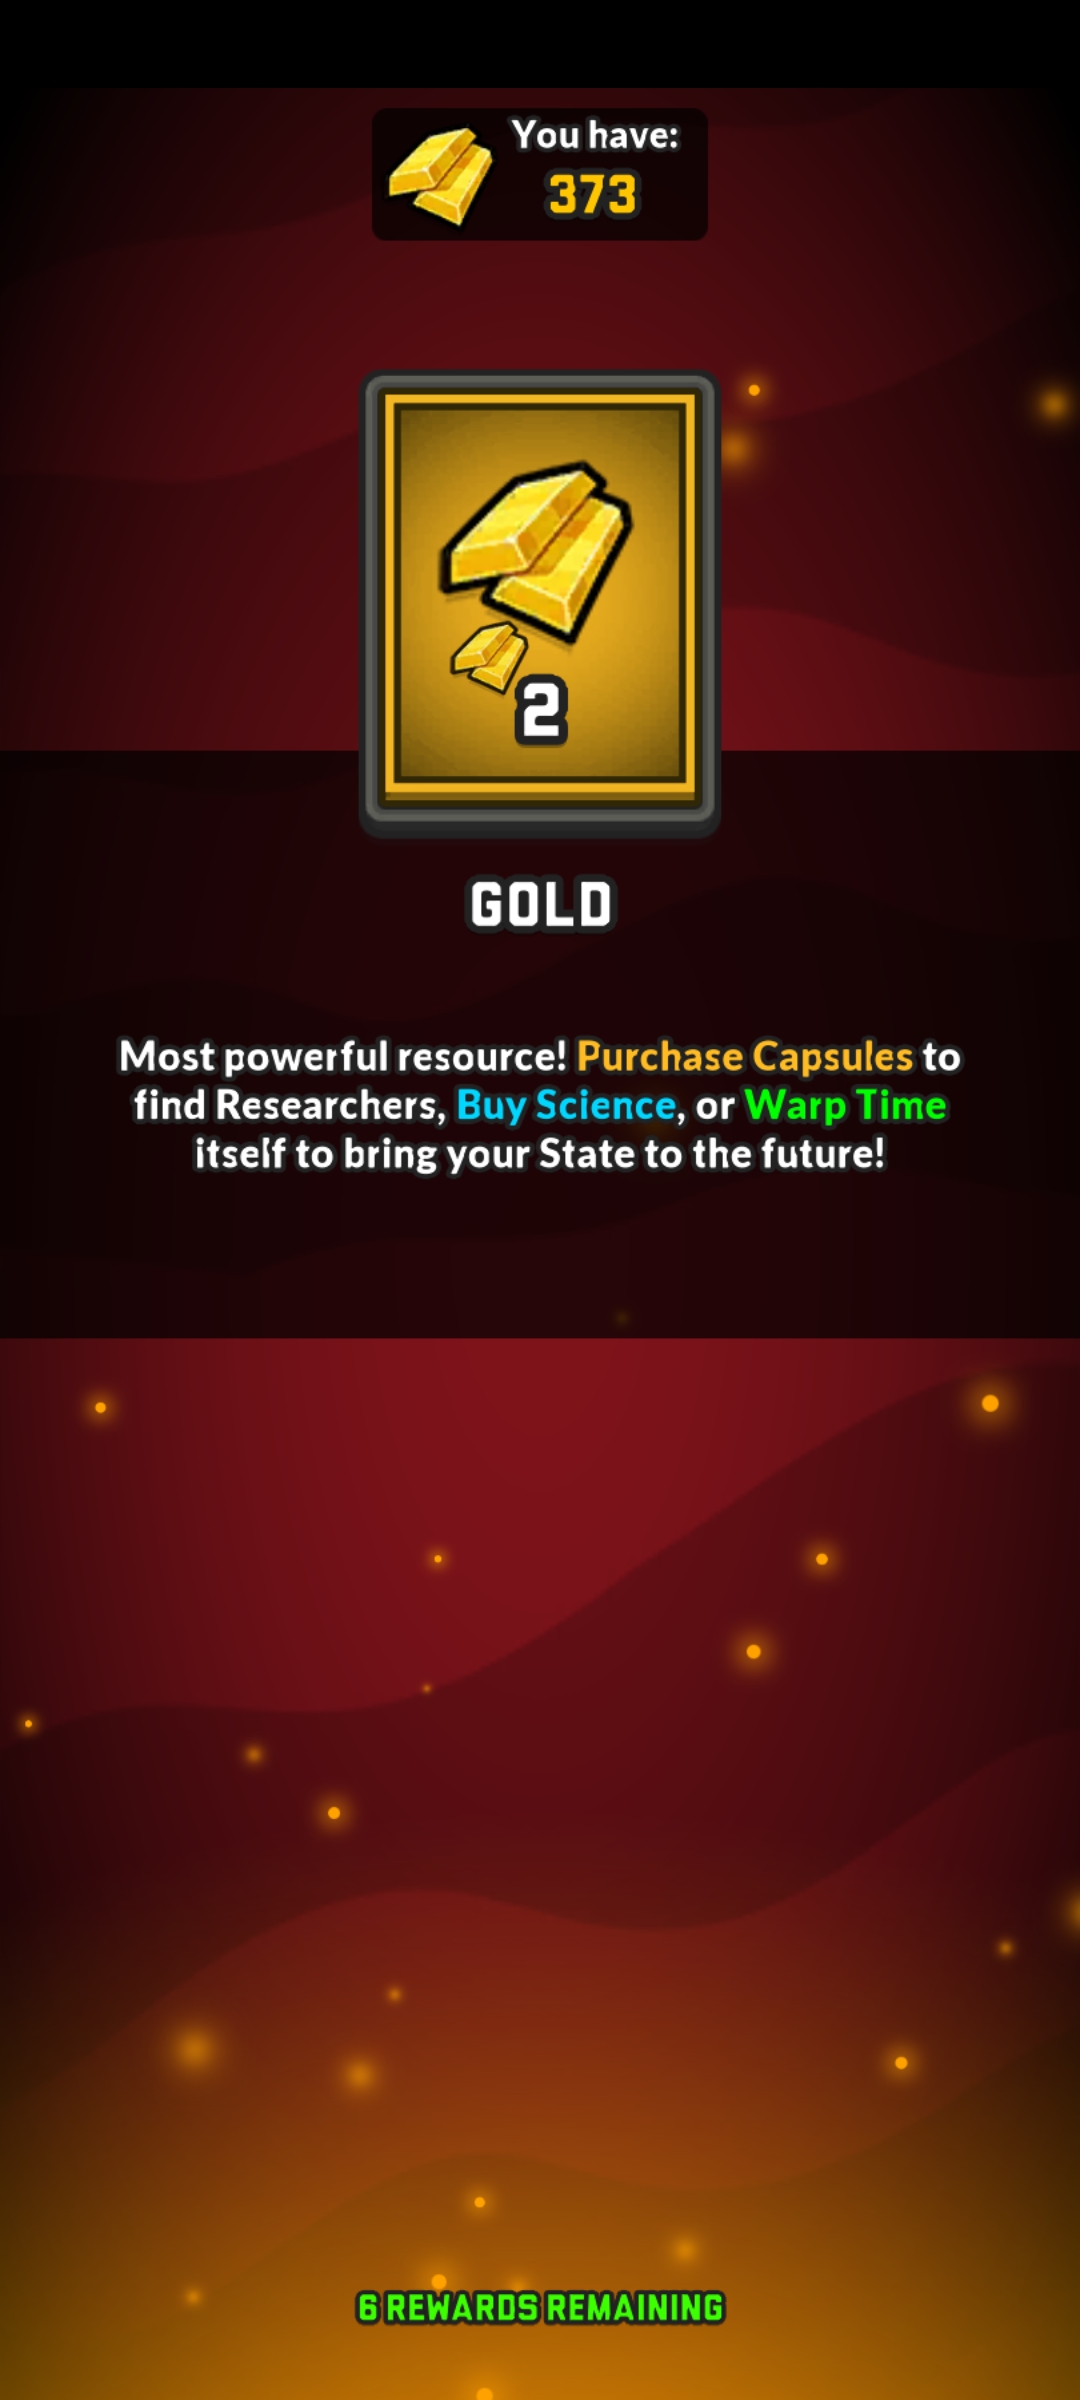 You have:
373
2
GOLD
Most powerful resource! Purchase Capsules to
find Researchers, Buy Science, or Warp Time
itself to bring your State to the future!
6 REWARDS REMAINING